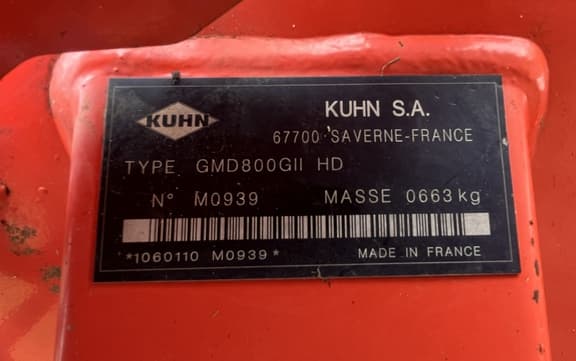 KUHN
KUHN S.A.
67700 SAVERNE-FRANCE
TYPE GMD800GII HD
N° M0939 MASSE 0663 kg
*1060110 M0939* MADE IN FRANCE